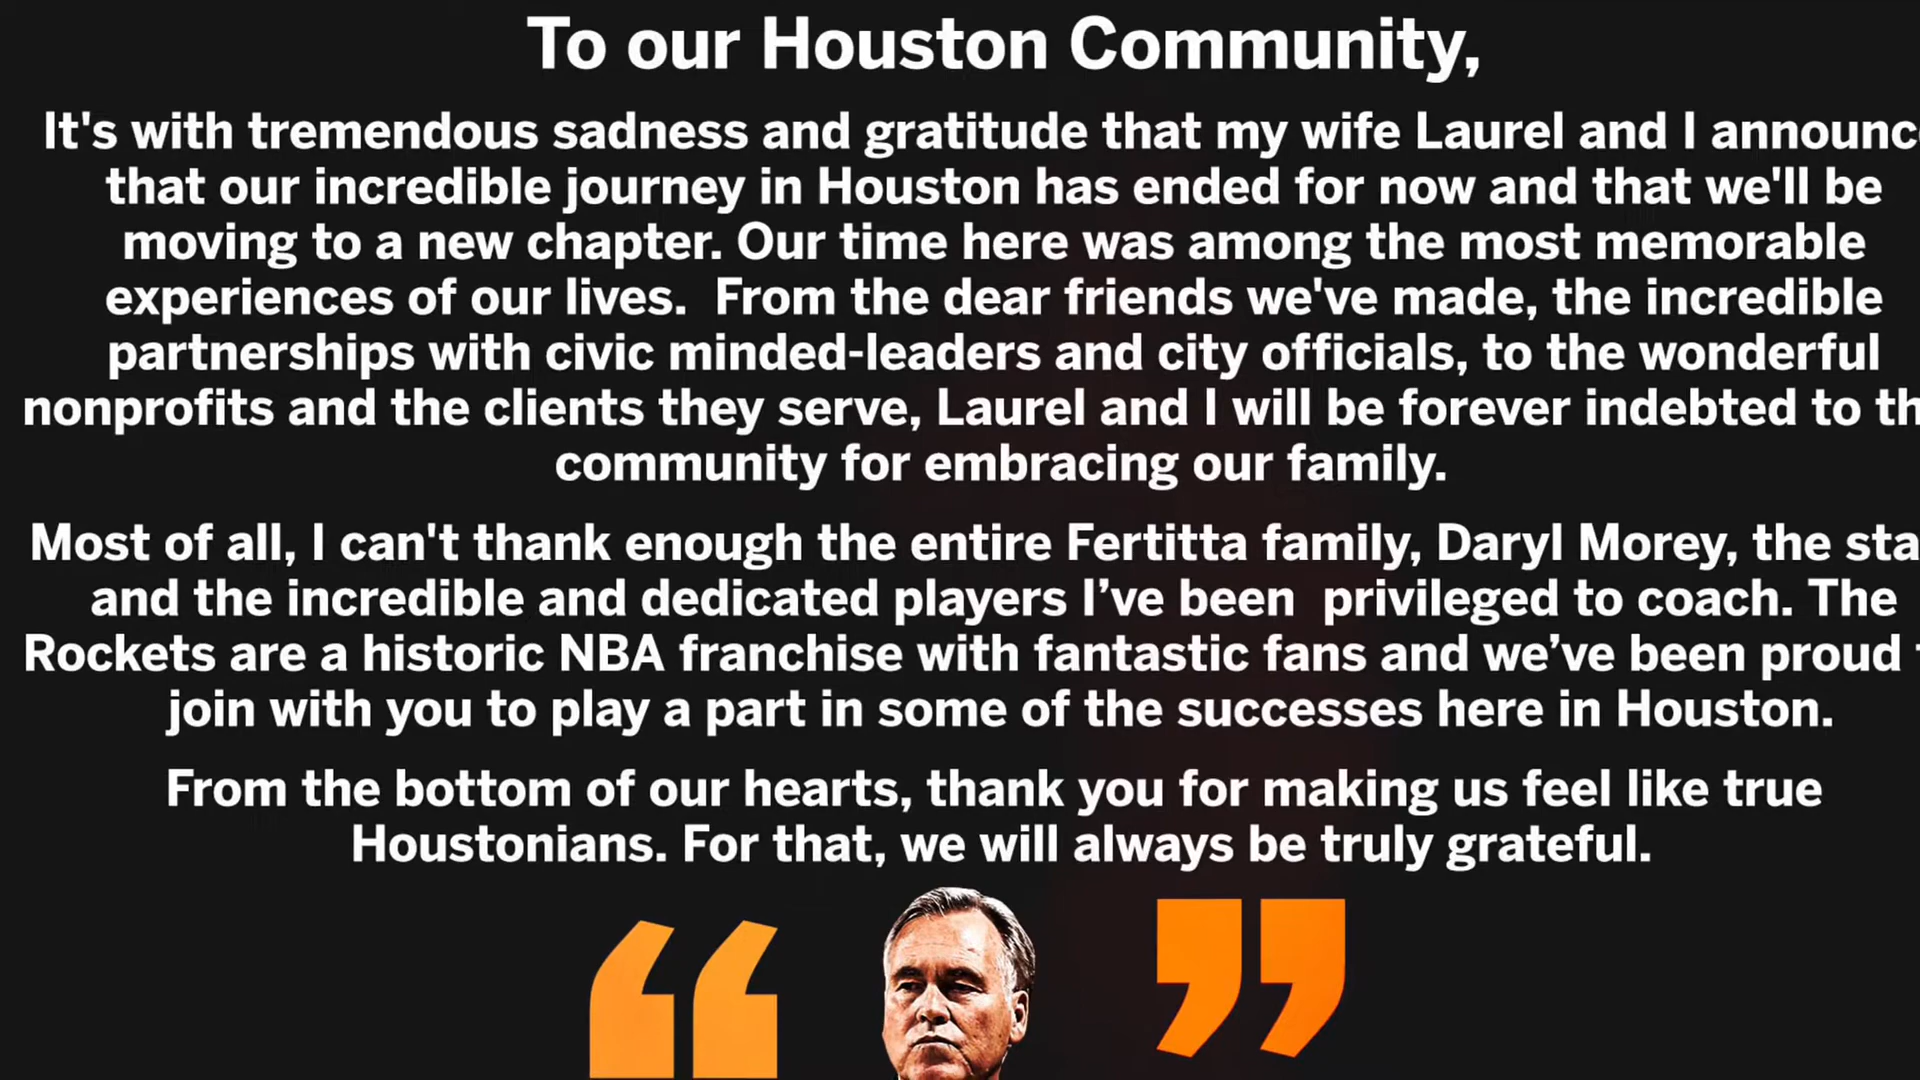 To our Houston Community,
It's with tremendous sadness and gratitude that my wife Laurel and I announc
that our incredible journey in Houston has ended for now and that we'll be
moving to a new chapter. Our time here was among the most memorable
experiences of our lives.  From the dear friends we've made, the incredible
partnerships with civic minded-leaders and city officials, to the wonderful
nonprofits and the clients they serve, Laurel and I will be forever indebted to th
community for embracing our family.
Most of all, I can't thank enough the entire Fertitta family, Daryl Morey, the sta
and the incredible and dedicated players I’ve been  privileged to coach. The
Rockets are a historic NBA franchise with fantastic fans and we’ve been proud
join with you to play a part in some of the successes here in Houston.
From the bottom of our hearts, thank you for making us feel like true
Houstonians. For that, we will always be truly grateful.
“ ”